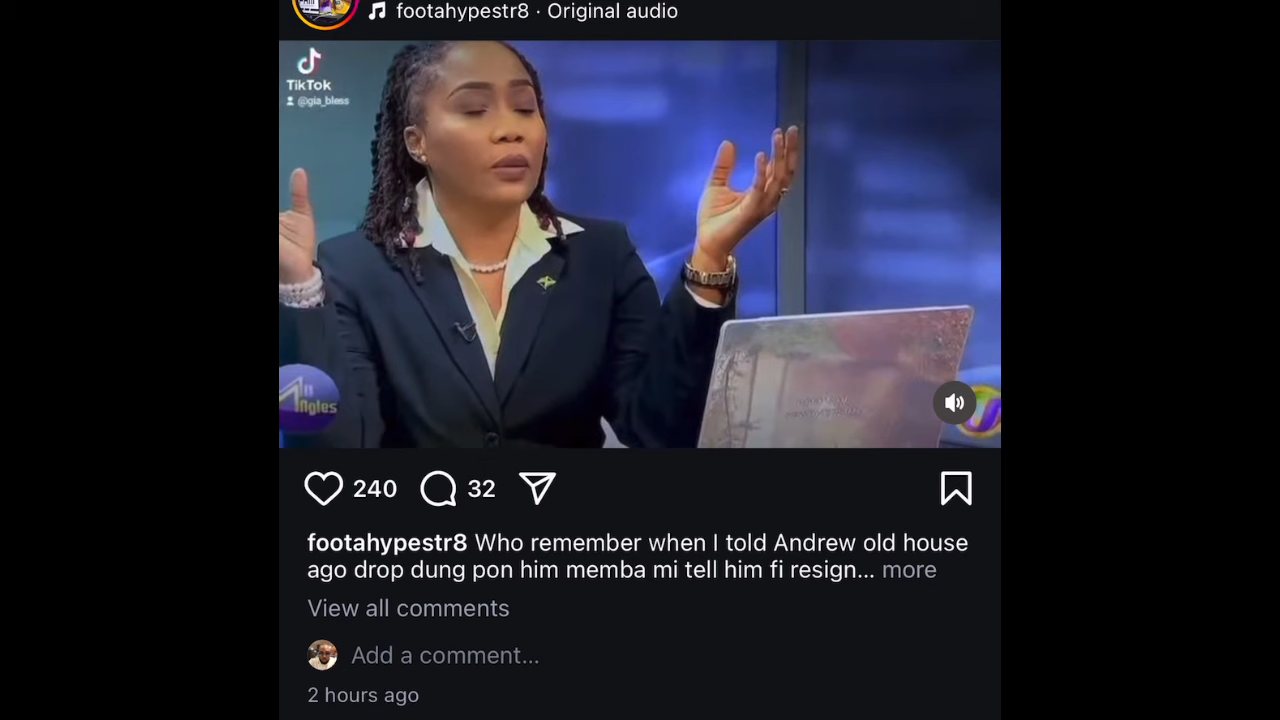 footahypestr8 · Original audio
TikTok
@gia_bless
All
Angles
240
32
footahypestr8 Who remember when I told Andrew old house
ago drop dung pon him memba mi tell him fi resign... more
View all comments
Add a comment...
2 hours ago